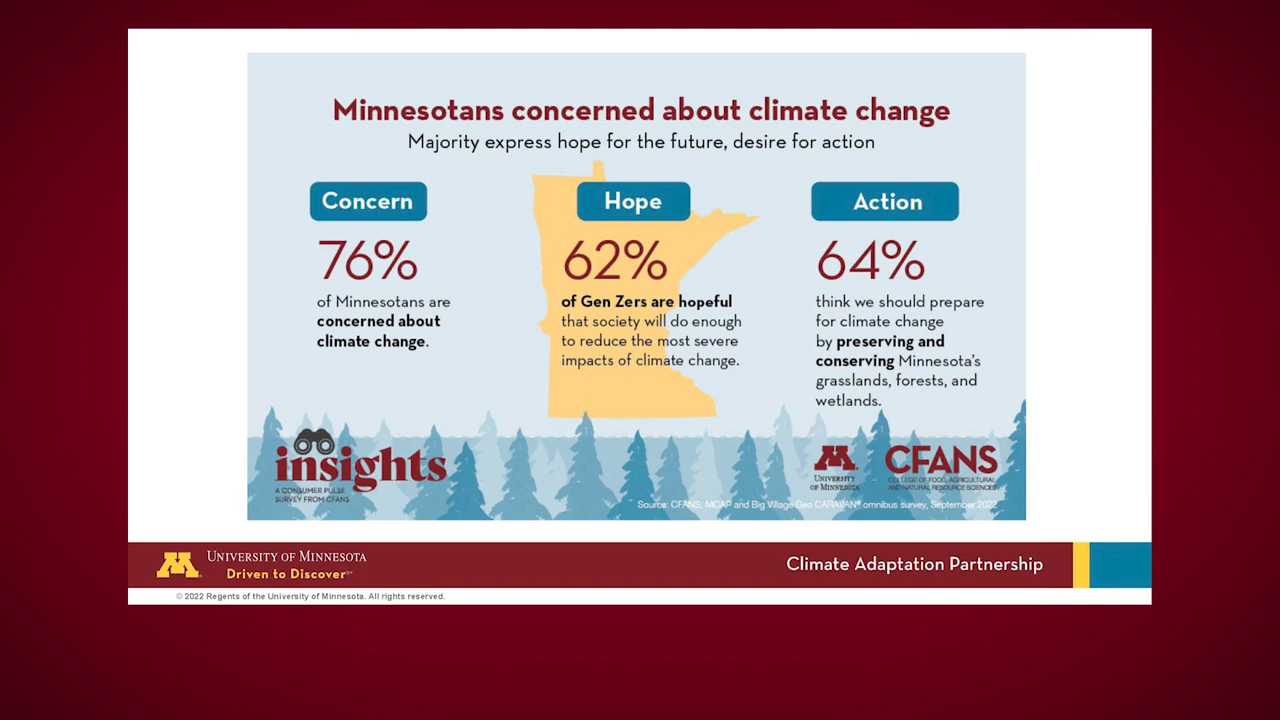 Minnesotans concerned about climate change
Majority express hope for the future, desire for action
Concern
76%
of Minnesotans are
concerned about
climate change.
Hope
62%
of Gen Zers are hopeful
that society will do enough
to reduce the most severe
impacts of climate change.
Action
64%
think we should prepare
for climate change
by preserving and
conserving Minnesota's
grasslands, forests, and
wetlands.
insights
A CONSUMER PULSE
SURVEY FROM CFANS
M
UNIVERSITY
OF MINNESOTA
CFANS
COLLEGE OF FOOD, AGRICULTURAL
AND NATURAL RESOURCE SCIENCES
Source: CFANS, MCAP and Big Village Geo CARAVAN® omnibus survey, September 2022
M
UNIVERSITY OF MINNESOTA
Driven to Discover℠
Climate Adaptation Partnership
© 2022 Regents of the University of Minnesota. All rights reserved.